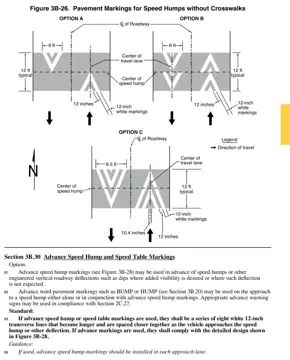 Figure 3B-26. Pavement Markings for Speed Humps without Crosswalks
OPTION A
OPTION B
℄ of Roadway
6 ft
6 ft
Center of
travel lane
12 ft
typical
12 ft
typical
Center of
speed hump
12 inches
12-inch
white markings
12 inches
12-inch
white
markings
OPTION C
℄ of Roadway
Legend
Direction of travel
N
9.5 ft
Center of
travel lane
Center of
speed hump
12 ft
typical
12-inch
white markings
10.4 inches
12 inches
Section 3B.30 Advance Speed Hump and Speed Table Markings
Option:
Advance speed hump markings (see Figure 3B-28) may be used in advance of speed humps or other
engineered vertical roadway deflections such as dips where added visibility is desired or where such deflection
is not expected.
Advance word pavement markings such as BUMP or HUMP (see Section 3B.20) may be used on the approach
to a speed hump either alone or in conjunction with advance speed hump markings. Appropriate advance warning
signs may be used in compliance with Section 2C.27.
Standard:
If advance speed hump or speed table markings are used, they shall be a series of eight white 12-inch
transverse lines that become longer and are spaced closer together as the vehicle approaches the speed
hump or other deflection. If advance markings are used, they shall comply with the detailed design shown
in Figure 3B-28.
Guidance:
If used, advance speed hump markings should be installed in each approach lane.